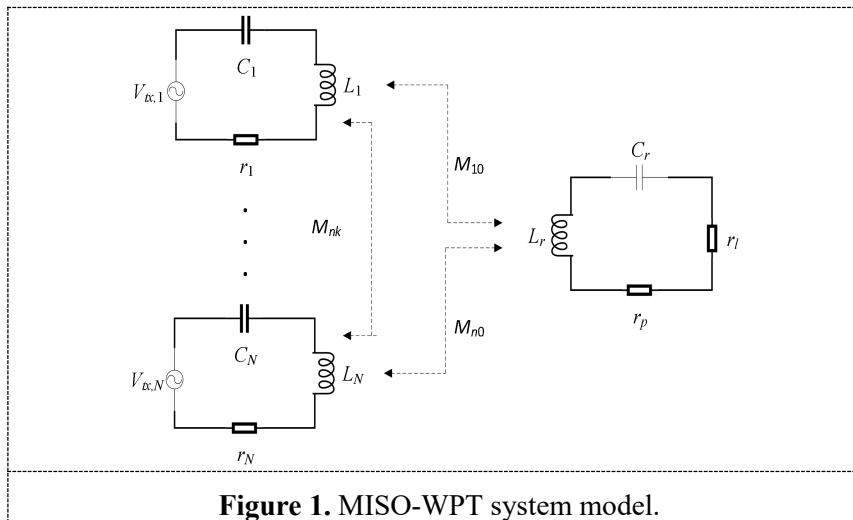 C1
Vtx,1
L1
r1
M10
Mnk
Cr
Lr
rl
rp
Mn0
CN
Vtx,N
LN
rN
Figure 1. MISO-WPT system model.